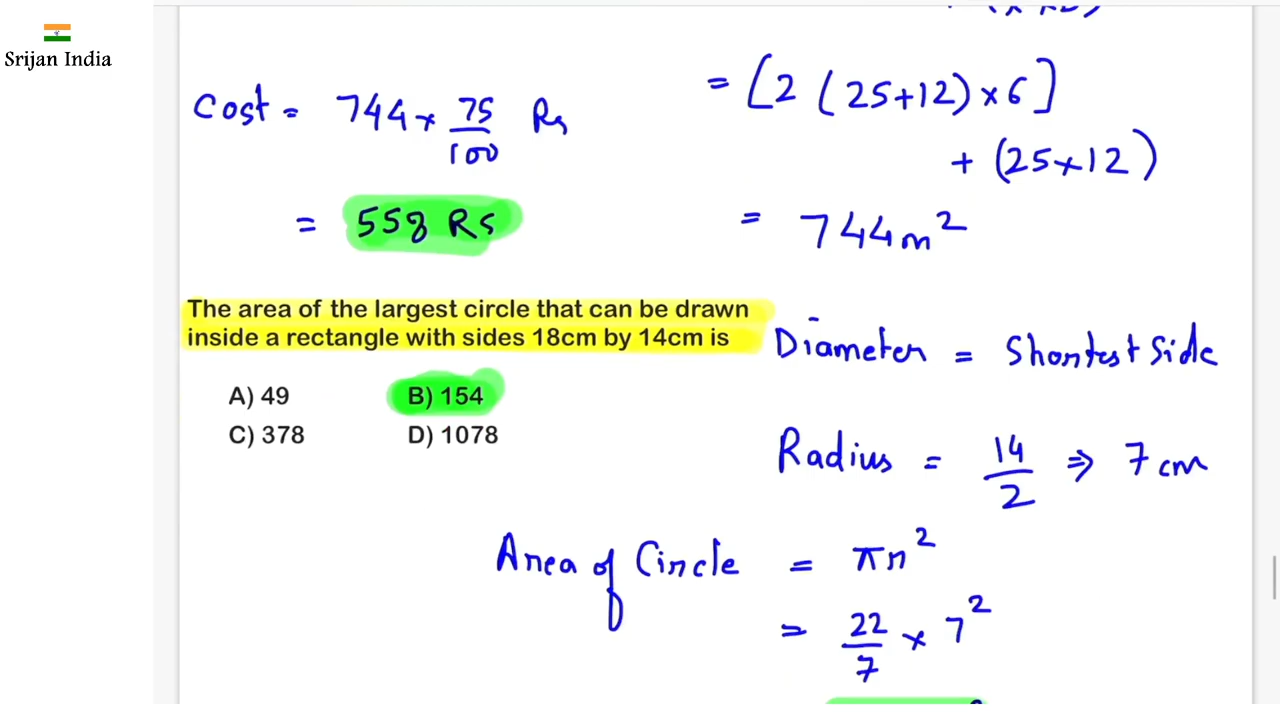 Srijan India
Cost = 744 × 75/100 Rs
= 558 Rs
= [2 (25+12) × 6]
+ (25×12)
= 744m²
The area of the largest circle that can be drawn
inside a rectangle with sides 18cm by 14cm is
A) 49 B) 154
C) 378 D) 1078
Diameter = Shortest Side
Radius = 14/2 ⇒ 7 cm
Area of Circle = πr²
= 22/7 × 7²